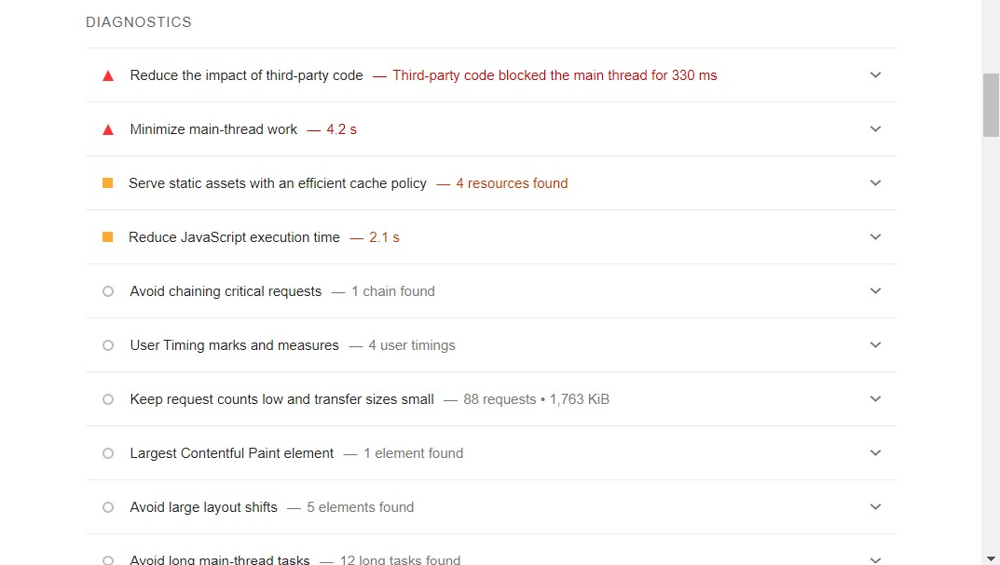 DIAGNOSTICS
Reduce the impact of third-party code — Third-party code blocked the main thread for 330 ms
Minimize main-thread work — 4.2 s
Serve static assets with an efficient cache policy — 4 resources found
Reduce JavaScript execution time — 2.1 s
Avoid chaining critical requests — 1 chain found
User Timing marks and measures — 4 user timings
Keep request counts low and transfer sizes small — 88 requests • 1,763 KiB
Largest Contentful Paint element — 1 element found
Avoid large layout shifts — 5 elements found
Avoid long main-thread tasks — 12 long tasks found